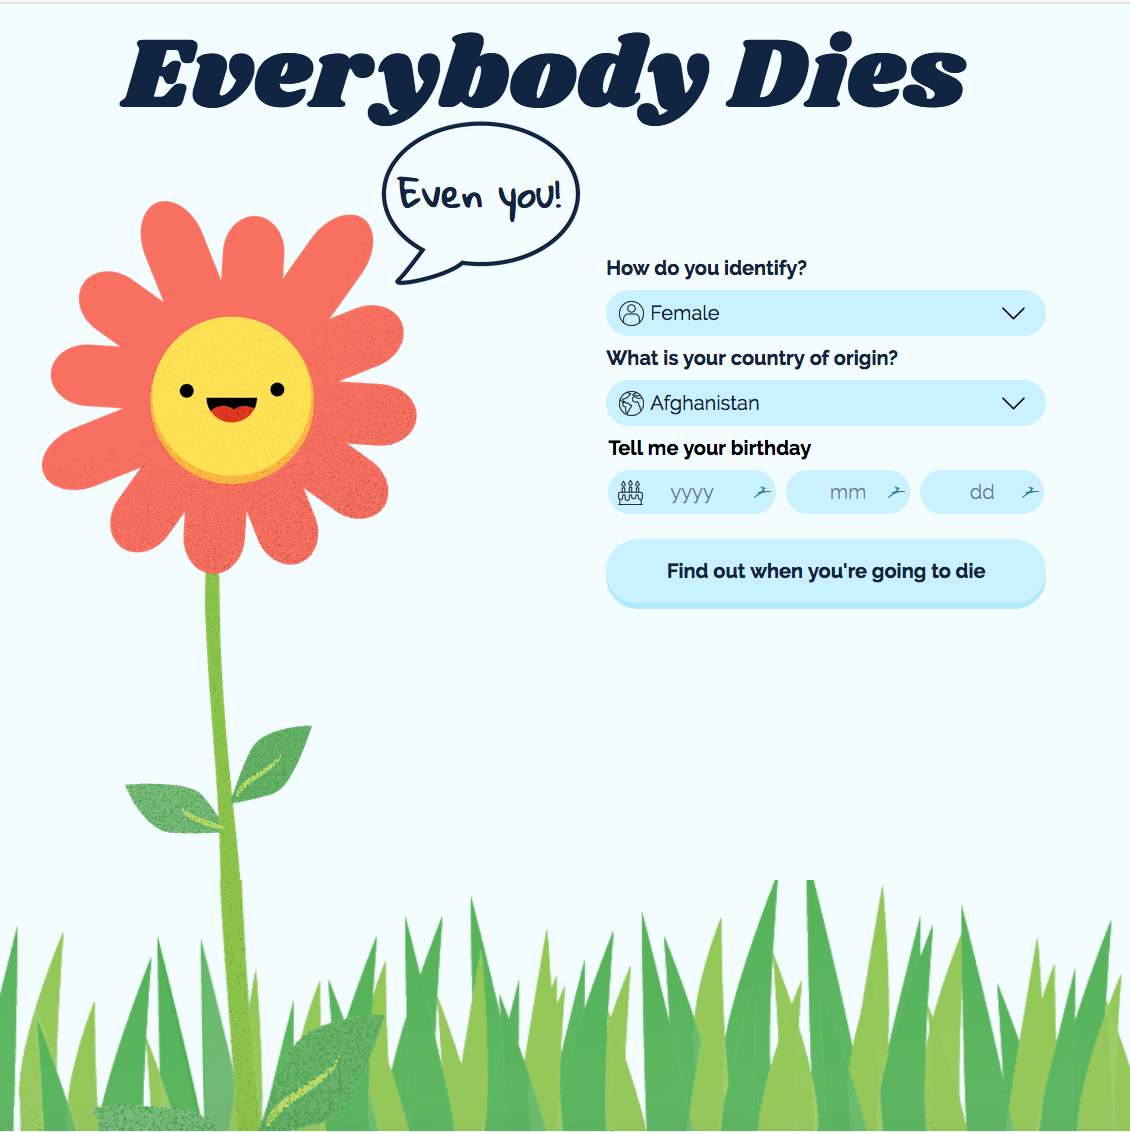 Everybody Dies
Even you!
How do you identify?
Female
What is your country of origin?
Afghanistan
Tell me your birthday
yyyy mm dd
Find out when you're going to die